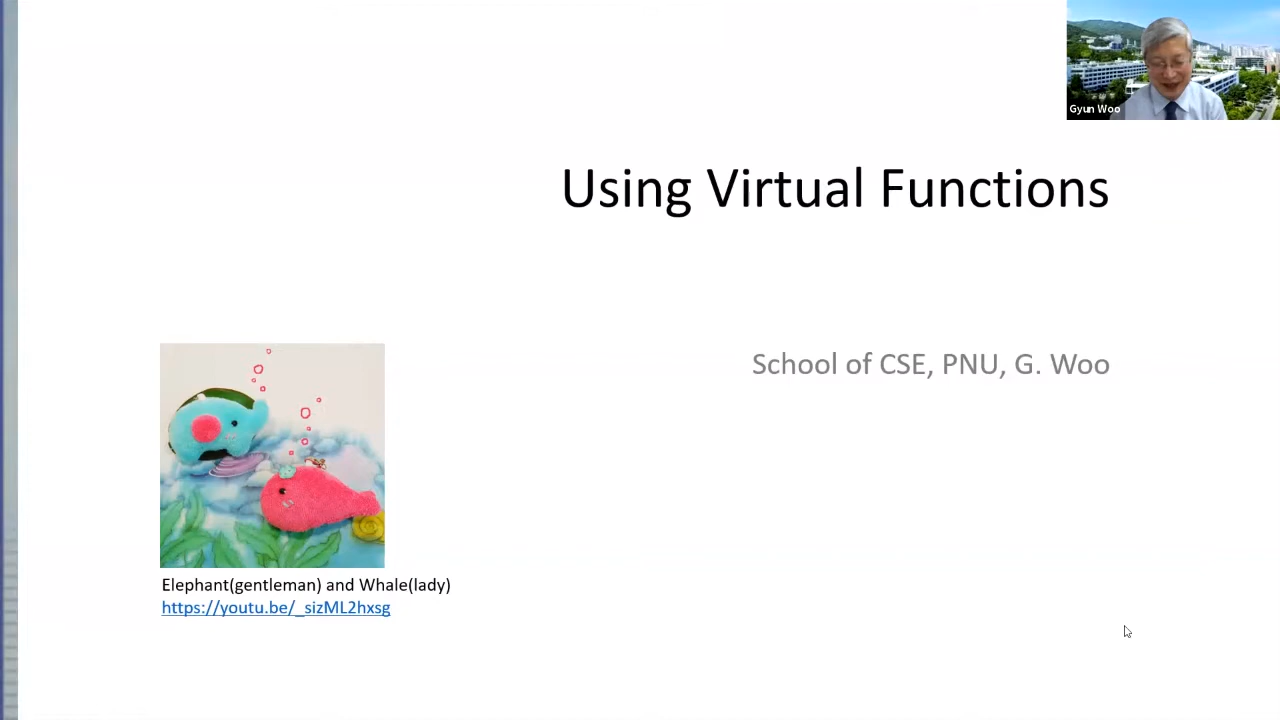 Gyun Woo
Using Virtual Functions
School of CSE, PNU, G. Woo
Elephant(gentleman) and Whale(lady)
https://youtu.be/_sizML2hxsg